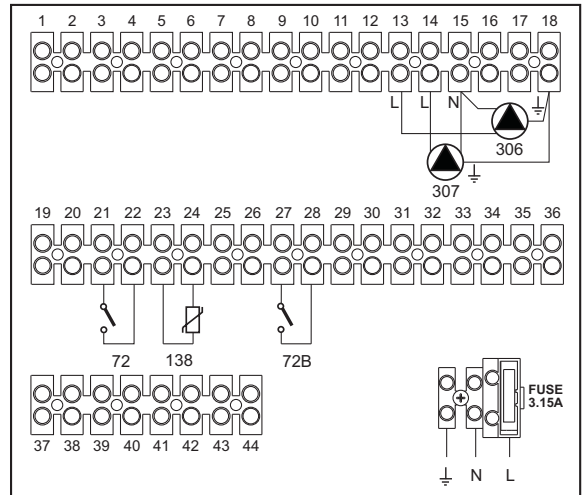 1 2 3 4 5 6 7 8 9 10 11 12 13 14 15 16 17 18
L L N
306
307
19 20 21 22 23 24 25 26 27 28 29 30 31 32 33 34 35 36
72 138 72B
FUSE
3.15A
37 38 39 40 41 42 43 44
N L